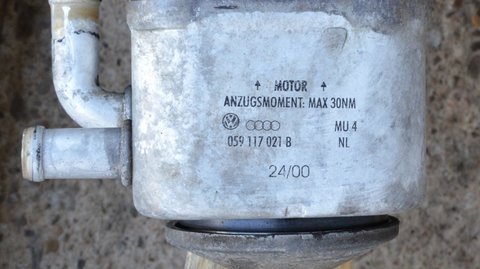 ↑ MOTOR ↑
ANZUGSMOMENT: MAX 30NM
MU 4
059 117 021 B NL
24/00